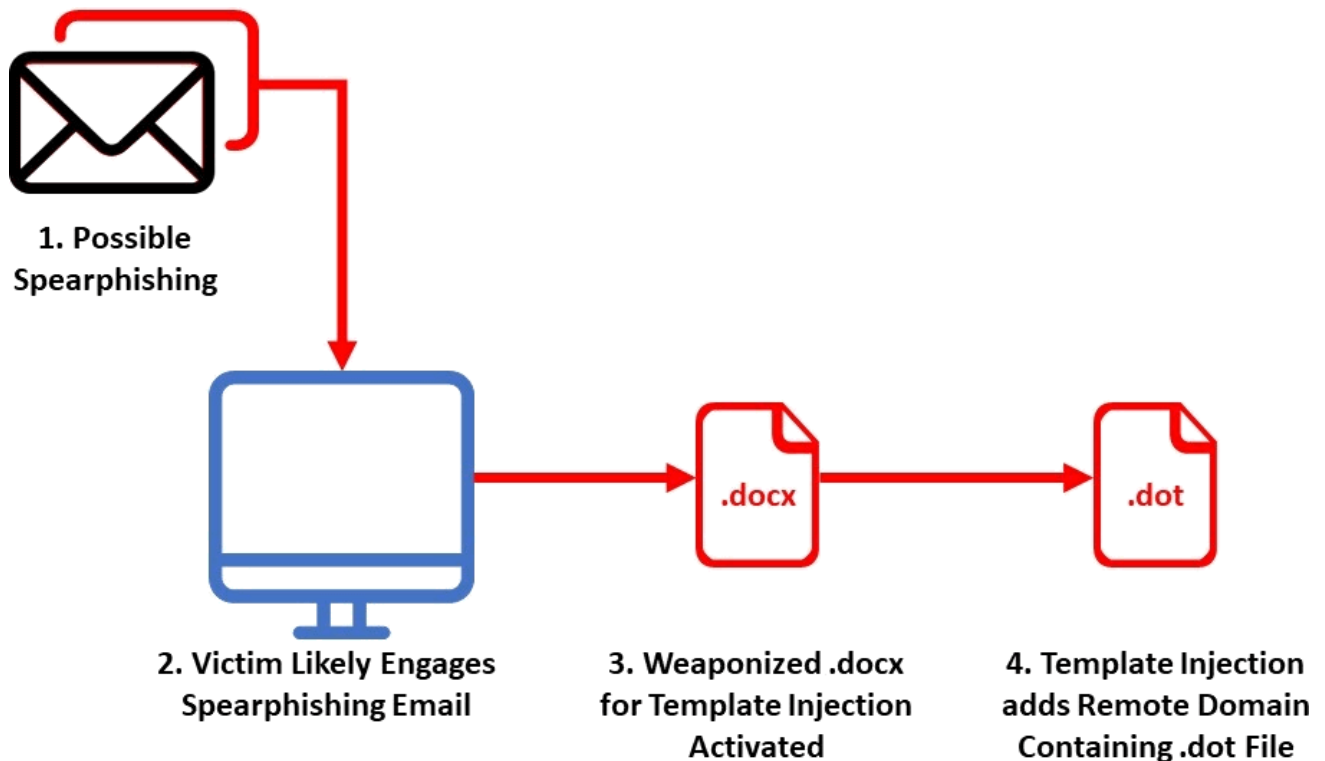 1. Possible
Spearphishing
.docx
.dot
2. Victim Likely Engages
Spearphishing Email
3. Weaponized .docx
for Template Injection
Activated
4. Template Injection
adds Remote Domain
Containing .dot File